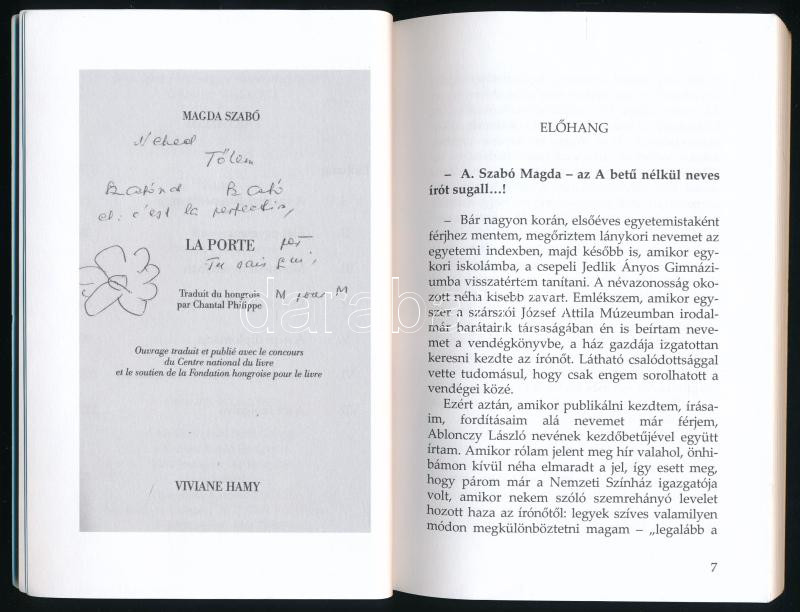 MAGDA SZABÓ
Neked
Tőlem
el: c'est la perfection,
LA PORTE
Tu sais qui,
Traduit du hongrois
par Chantal Philippe
M pour M
Ouvrage traduit et publié avec le concours
du Centre national du livre
et le soutien de la Fondation hongroise pour le livre
VIVIANE HAMY
ELŐHANG
– A. Szabó Magda – az A betű nélkül neves
írót sugall…!
– Bár nagyon korán, elsőéves egyetemistaként
férjhez mentem, megőriztem lánykori nevemet az
egyetemi indexben, majd később is, amikor egy-
kori iskolámba, a csepeli Jedlik Ányos Gimnázi-
umba visszatértem tanítani. A névazonosság oko-
zott néha kisebb zavart. Emlékszem, amikor egy-
szer a szárszói József Attila Múzeumban irodal-
már barátaink társaságában én is beírtam neve-
met a vendégkönyvbe, a ház gazdája izgatottan
keresni kezdte az írónőt. Látható csalódottsággal
vette tudomásul, hogy csak engem sorolhatott a
vendégei közé.
Ezért aztán, amikor publikálni kezdtem, írása-
im, fordításaim alá nevemet már férjem,
Ablonczy László nevének kezdőbetűjével együtt
írtam. Amikor rólam jelent meg hír valahol, önhi-
bámon kívül néha elmaradt a jel, így esett meg,
hogy párom már a Nemzeti Színház igazgatója
volt, amikor nekem szóló szemrehányó levelet
hozott haza az írónőtől: legyek szíves valamilyen
módon megkülönböztetni magam – „legalább a
7
darabanth